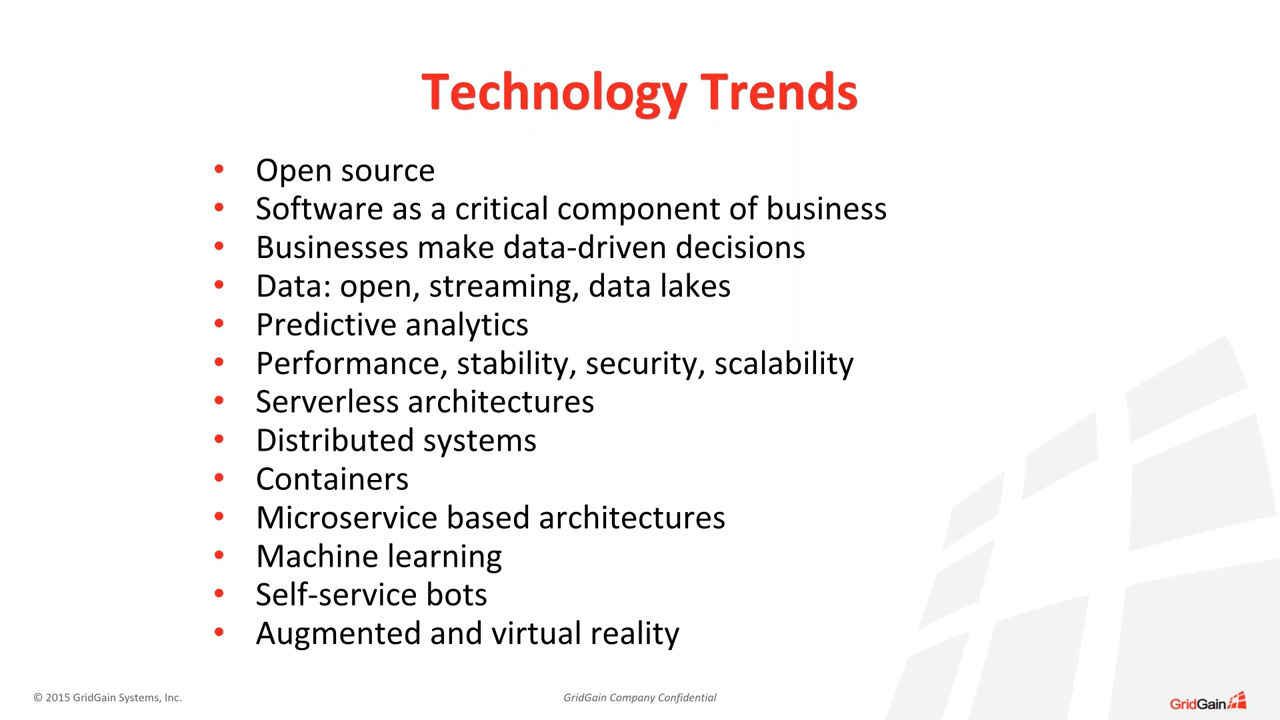 Technology Trends
• Open source
• Software as a critical component of business
• Businesses make data-driven decisions
• Data: open, streaming, data lakes
• Predictive analytics
• Performance, stability, security, scalability
• Serverless architectures
• Distributed systems
• Containers
• Microservice based architectures
• Machine learning
• Self-service bots
• Augmented and virtual reality
© 2015 GridGain Systems, Inc.
GridGain Company Confidential
GridGain